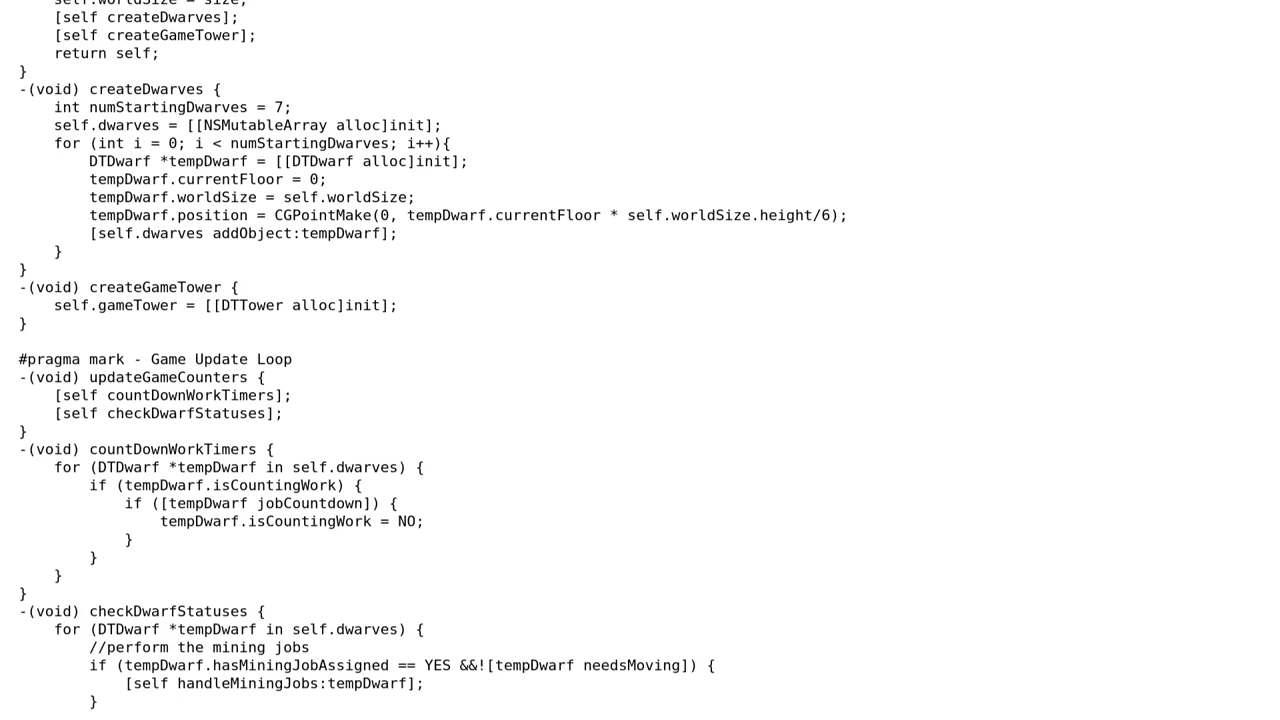 self.worldSize = size;
[self createDwarves];
[self createGameTower];
return self;
}
-(void) createDwarves {
int numStartingDwarves = 7;
self.dwarves = [[NSMutableArray alloc]init];
for (int i = 0; i < numStartingDwarves; i++){
DTDwarf *tempDwarf = [[DTDwarf alloc]init];
tempDwarf.currentFloor = 0;
tempDwarf.worldSize = self.worldSize;
tempDwarf.position = CGPointMake(0, tempDwarf.currentFloor * self.worldSize.height/6);
[self.dwarves addObject:tempDwarf];
}
}
-(void) createGameTower {
self.gameTower = [[DTTower alloc]init];
}
#pragma mark - Game Update Loop
-(void) updateGameCounters {
[self countDownWorkTimers];
[self checkDwarfStatuses];
}
-(void) countDownWorkTimers {
for (DTDwarf *tempDwarf in self.dwarves) {
if (tempDwarf.isCountingWork) {
if ([tempDwarf jobCountdown]) {
tempDwarf.isCountingWork = NO;
}
}
}
}
-(void) checkDwarfStatuses {
for (DTDwarf *tempDwarf in self.dwarves) {
//perform the mining jobs
if (tempDwarf.hasMiningJobAssigned == YES &&![tempDwarf needsMoving]) {
[self handleMiningJobs:tempDwarf];
}